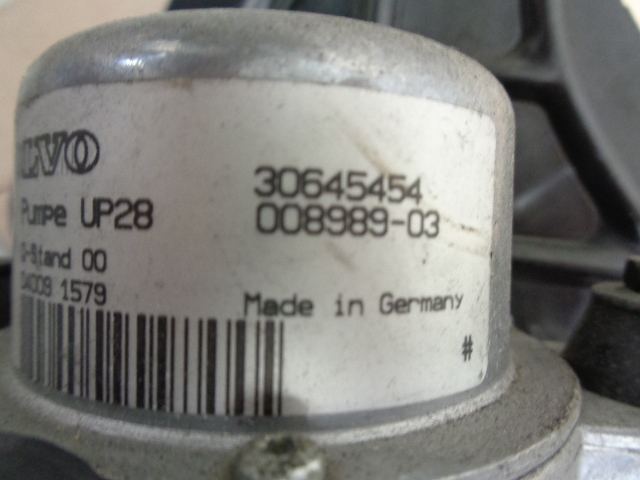 LVO
Pumpe UP28
Q-Stand 00
04009 1579
30645454
008989-03
Made in Germany
#